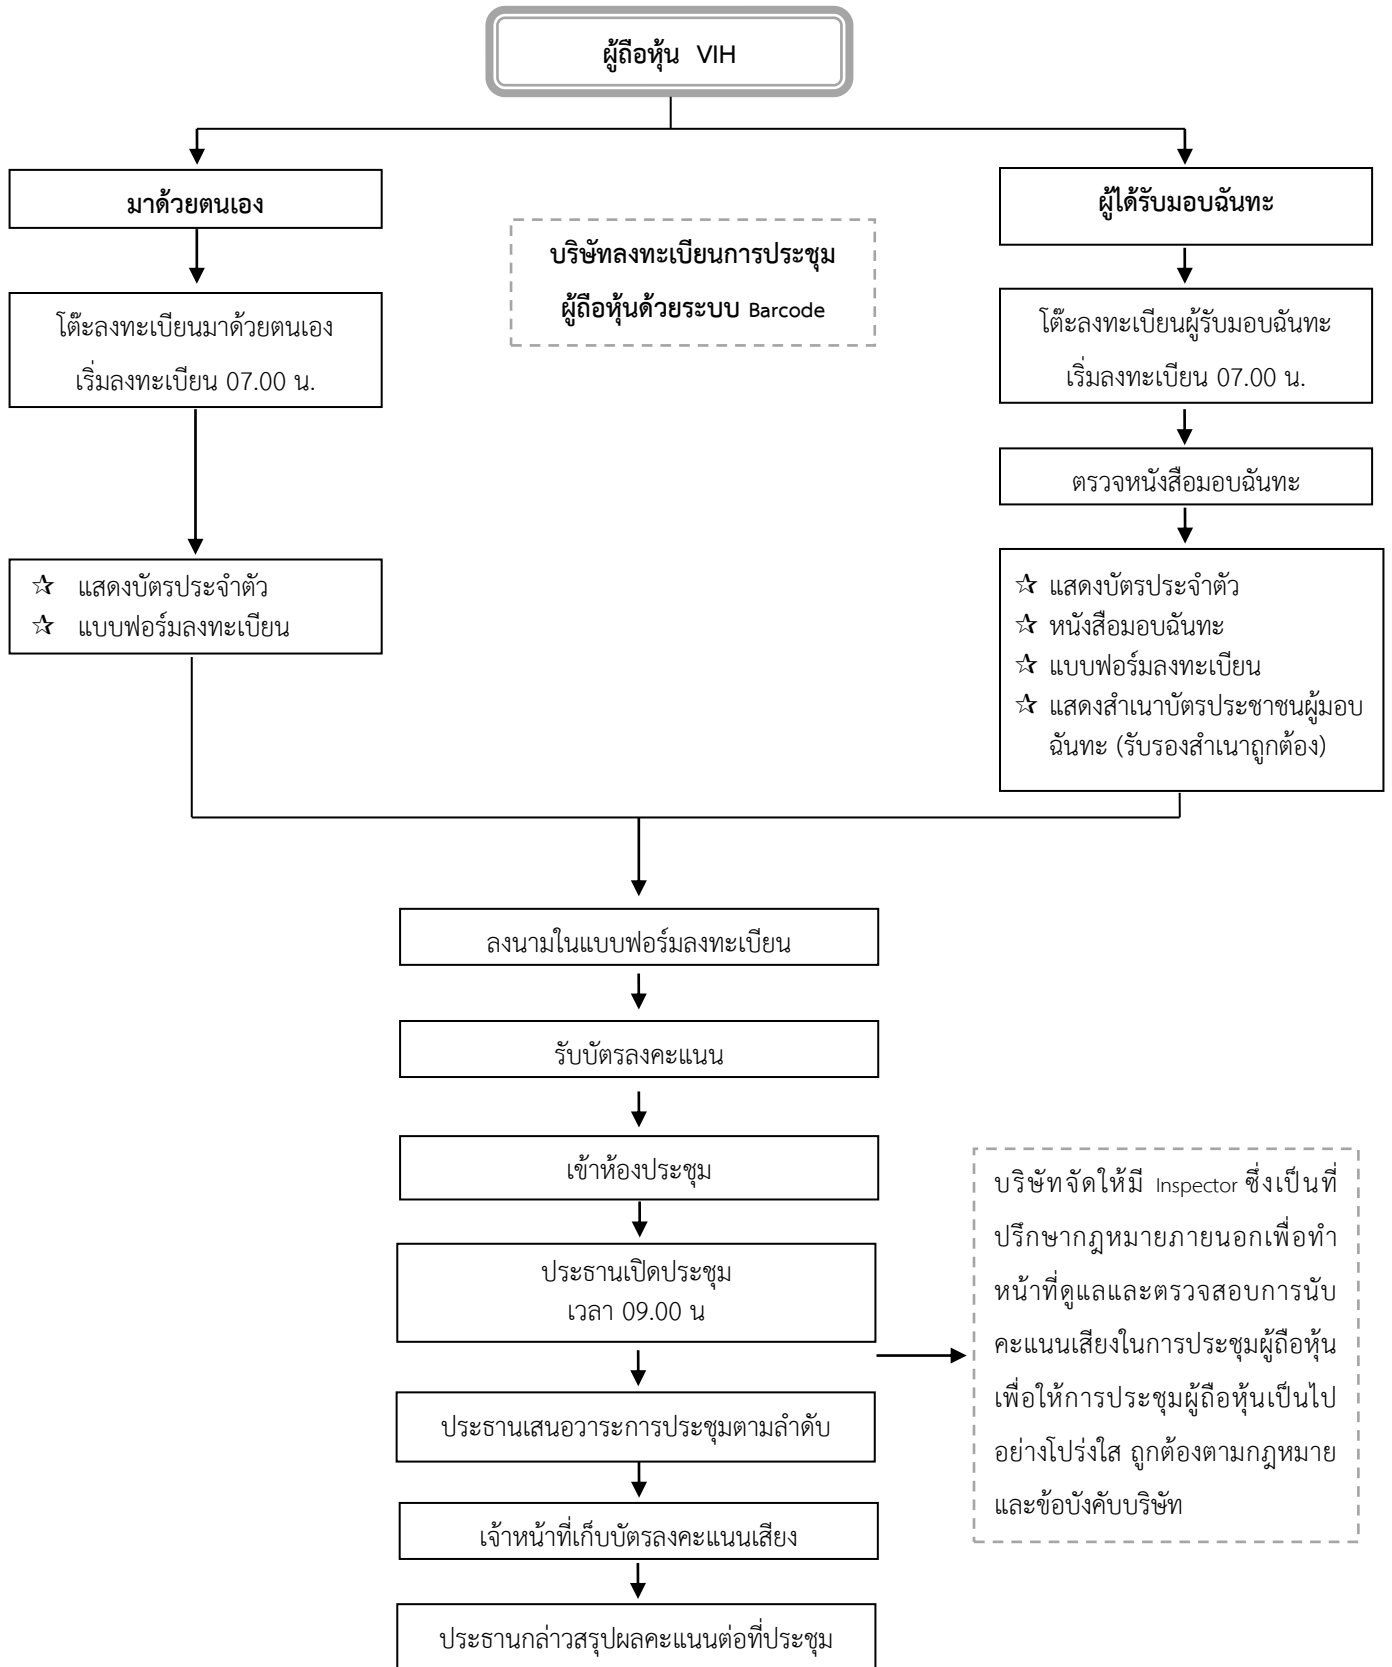 ผู้ถือหุ้น VIH
มาด้วยตนเอง
โต๊ะลงทะเบียนมาด้วยตนเอง
เริ่มลงทะเบียน 07.00 น.
แสดงบัตรประจำตัว
แบบฟอร์มลงทะเบียน
บริษัทลงทะเบียนการประชุม
ผู้ถือหุ้นด้วยระบบ Barcode
ผู้ได้รับมอบฉันทะ
โต๊ะลงทะเบียนผู้รับมอบฉันทะ
เริ่มลงทะเบียน 07.00 น.
ตรวจหนังสือมอบฉันทะ
แสดงบัตรประจำตัว
หนังสือมอบฉันทะ
แบบฟอร์มลงทะเบียน
แสดงสำเนาบัตรประชาชนผู้มอบ
ฉันทะ (รับรองสำเนาถูกต้อง)
ลงนามในแบบฟอร์มลงทะเบียน
รับบัตรลงคะแนน
เข้าห้องประชุม
ประธานเปิดประชุม
เวลา 09.00 น
ประธานเสนอวาระการประชุมตามลำดับ
เจ้าหน้าที่เก็บบัตรลงคะแนนเสียง
ประธานกล่าวสรุปผลคะแนนต่อที่ประชุม
บริษัทจัดให้มี Inspector ซึ่งเป็นที่
ปรึกษากฎหมายภายนอกเพื่อทำ
หน้าที่ดูแลและตรวจสอบการนับ
คะแนนเสียงในการประชุมผู้ถือหุ้น
เพื่อให้การประชุมผู้ถือหุ้นเป็นไป
อย่างโปร่งใส ถูกต้องตามกฎหมาย
และข้อบังคับบริษัท